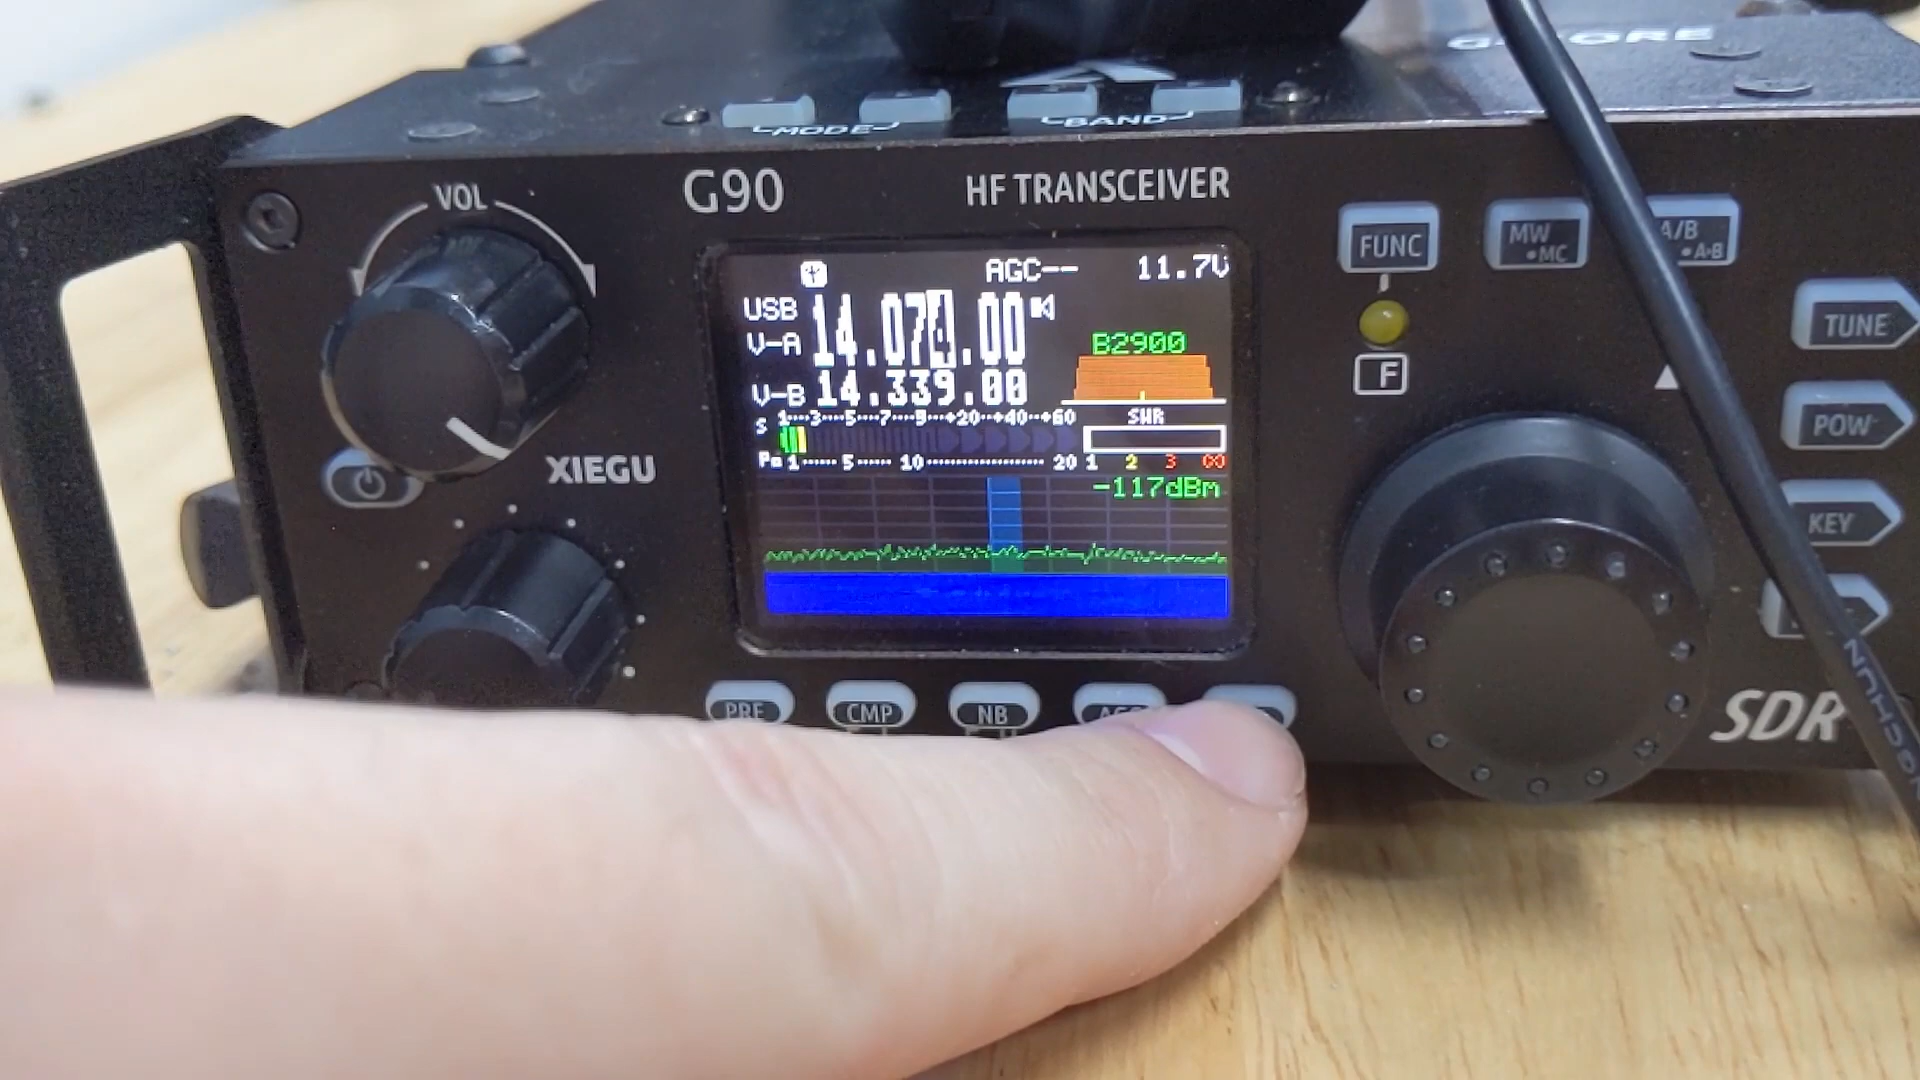 MODE
BAND
VOL
G90
HF TRANSCEIVER
FUNC
MW
•MC
A/B
•A›B
AGC--
11.7V
USB
14.074.00
V-A
B2900
V-B
14.339.00
S
1 3 5 7 9 +20 +40 +60
SWR
Po
1 5 10 20
1 2 3 ∞
-117dBm
F
TUNE
POW
KEY
XIEGU
PRE
CMP
NB
SDR